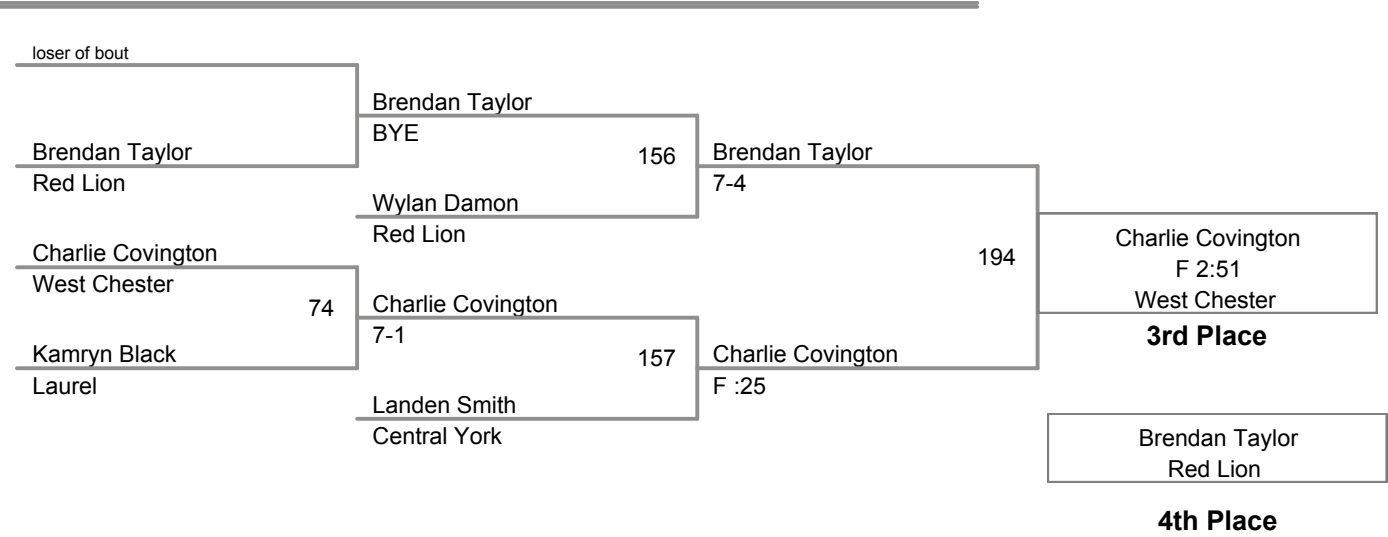 loser of bout
Brendan Taylor
BYE
Brendan Taylor
Red Lion
156
Brendan Taylor
7-4
Wylan Damon
Red Lion
Charlie Covington
West Chester
194
Charlie Covington
F 2:51
West Chester
3rd Place
74
Charlie Covington
7-1
Kamryn Black
Laurel
157
Charlie Covington
F :25
Landen Smith
Central York
Brendan Taylor
Red Lion
4th Place